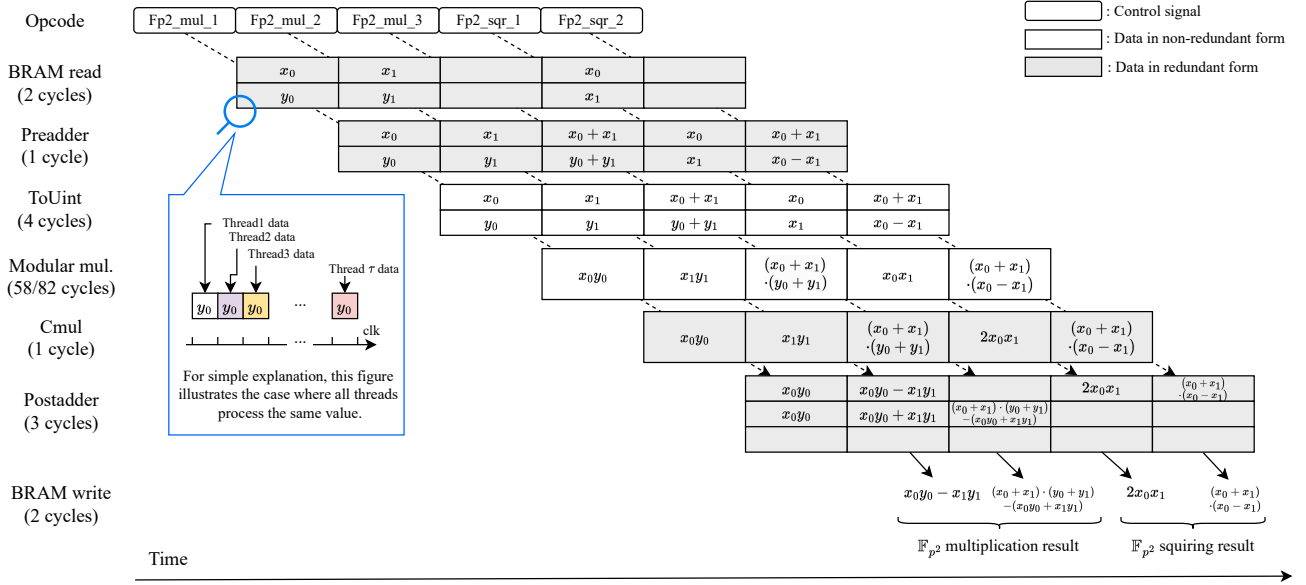 Opcode
Fp2_mul_1 Fp2_mul_2 Fp2_mul_3 Fp2_sqr_1 Fp2_sqr_2
: Control signal
: Data in non-redundant form
: Data in redundant form
BRAM read
(2 cycles)
x₀ x₁ x₀
y₀ y₁ x₁
Preadder
(1 cycle)
x₀ x₁ x₀ + x₁ x₀ x₀ + x₁
y₀ y₁ y₀ + y₁ x₁ x₀ − x₁
ToUint
(4 cycles)
x₀ x₁ x₀ + x₁ x₀ x₀ + x₁
y₀ y₁ y₀ + y₁ x₁ x₀ − x₁
Modular mul.
(58/82 cycles)
x₀y₀ x₁y₁ (x₀ + x₁) x₀x₁ (x₀ + x₁)
·(y₀ + y₁) ·(x₀ − x₁)
Cmul
(1 cycle)
x₀y₀ x₁y₁ (x₀ + x₁) 2x₀x₁ (x₀ + x₁)
·(y₀ + y₁) ·(x₀ − x₁)
Thread1 data
Thread2 data
Thread3 data
Thread τ data
y₀ y₀ y₀ ... y₀
clk
...
For simple explanation, this figure
illustrates the case where all threads
process the same value.
Postadder
(3 cycles)
x₀y₀ x₀y₀ − x₁y₁ 2x₀x₁ (x₀ + x₁)
·(x₀ − x₁)
x₀y₀ x₀y₀ + x₁y₁ (x₀ + x₁) · (y₀ + y₁)
−(x₀y₀ + x₁y₁)
BRAM write
(2 cycles)
x₀y₀ − x₁y₁ (x₀ + x₁) · (y₀ + y₁) 2x₀x₁ (x₀ + x₁)
−(x₀y₀ + x₁y₁) ·(x₀ − x₁)
𝔽p² multiplication result 𝔽p² squiring result
Time